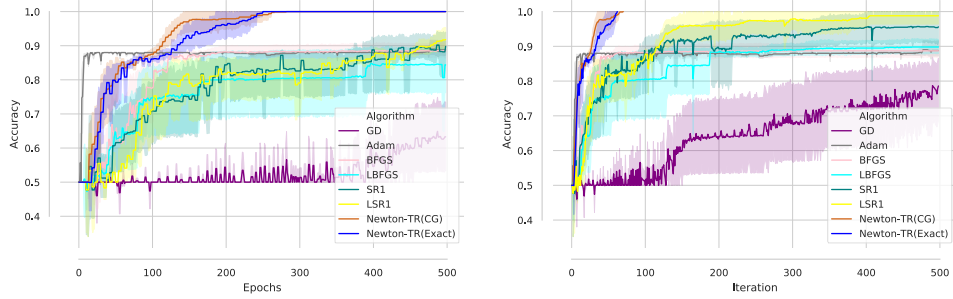 1.0
0.9
0.8
0.7
0.6
0.5
0.4
Accuracy
Algorithm
GD
Adam
BFGS
LBFGS
SR1
LSR1
Newton-TR(CG)
Newton-TR(Exact)
0 100 200 300 400 500
Epochs
1.0
0.9
0.8
0.7
0.6
0.5
0.4
Accuracy
Algorithm
GD
Adam
BFGS
LBFGS
SR1
LSR1
Newton-TR(CG)
Newton-TR(Exact)
0 100 200 300 400 500
Iteration